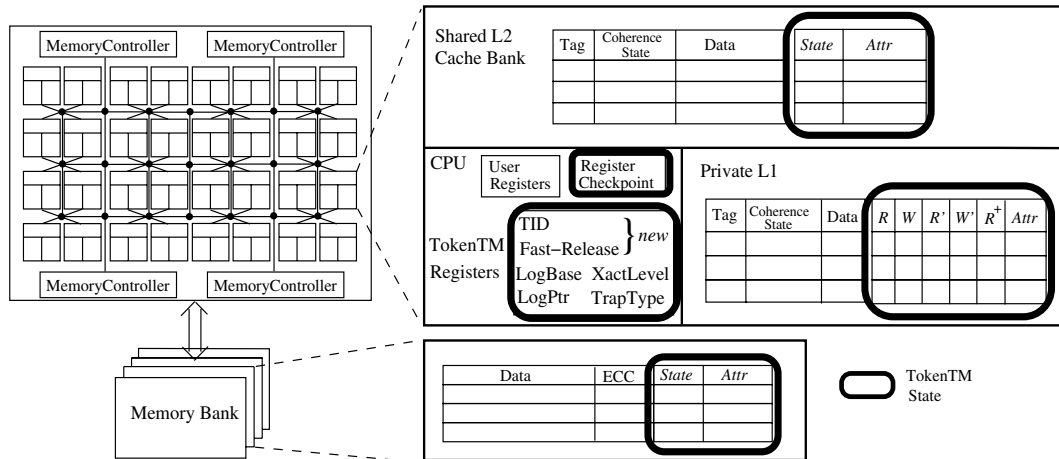 MemoryController MemoryController
MemoryController MemoryController
Memory Bank
Shared L2
Cache Bank
Tag Coherence State Data State Attr
CPU
User
Registers
Register
Checkpoint
TokenTM
Registers
TID
Fast−Release } new
LogBase XactLevel
LogPtr TrapType
Private L1
Tag Coherence State Data R W R' W' R+ Attr
Data ECC State Attr
TokenTM
State